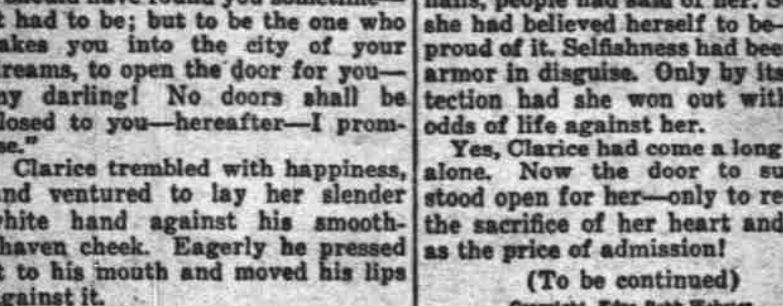 t had to be; but to be the one who
akes you into the city of your
reams, to open the door for you—
ny darling! No doors shall be
losed to you—hereafter—I prom-
se."
Clarice trembled with happiness,
nd ventured to lay her slender
white hand against his smooth-
haven cheek. Eagerly he pressed
t to his mouth and moved his lips
against it.
she had believed herself to be
proud of it. Selfishness had bee
armor in disguise. Only by its
tection had she won out with
odds of life against her.
Yes, Clarice had come a long
alone. Now the door to su
stood open for her—only to re
the sacrifice of her heart and
as the price of admission!
(To be continued)